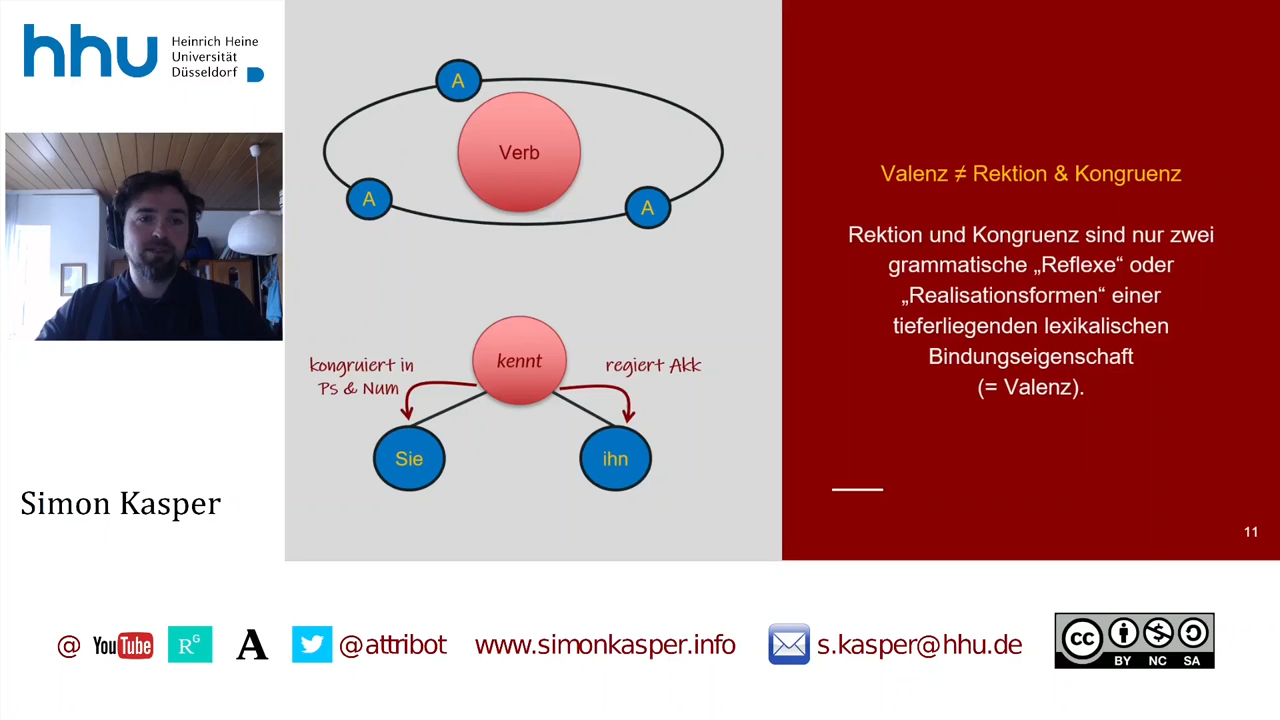 hhu
Heinrich Heine
Universität
Düsseldorf
Simon Kasper
A
Verb
A
A
kennt
kongruiert in
Ps & Num
regiert Akk
Sie
ihn
Valenz ≠ Rektion & Kongruenz
Rektion und Kongruenz sind nur zwei
grammatische „Reflexe“ oder
„Realisationsformen“ einer
tieferliegenden lexikalischen
Bindungseigenschaft
(= Valenz).
11
@ YouTube RG A @attribot www.simonkasper.info s.kasper@hhu.de
cc BY NC SA